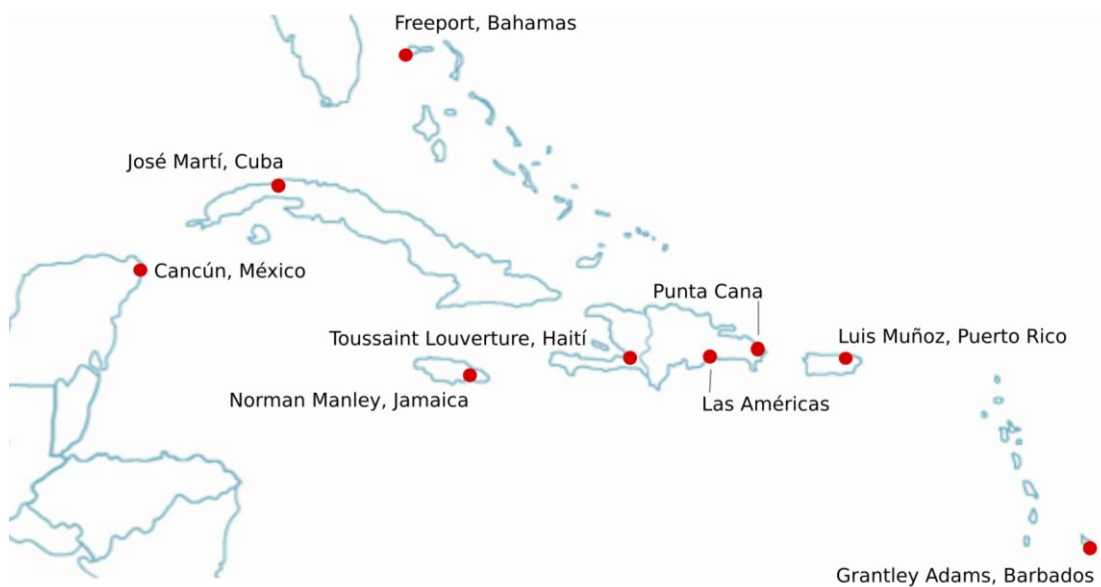 Freeport, Bahamas
José Martí, Cuba
Cancún, México
Punta Cana
Toussaint Louverture, Haití
Luis Muñoz, Puerto Rico
Norman Manley, Jamaica
Las Américas
Grantley Adams, Barbados